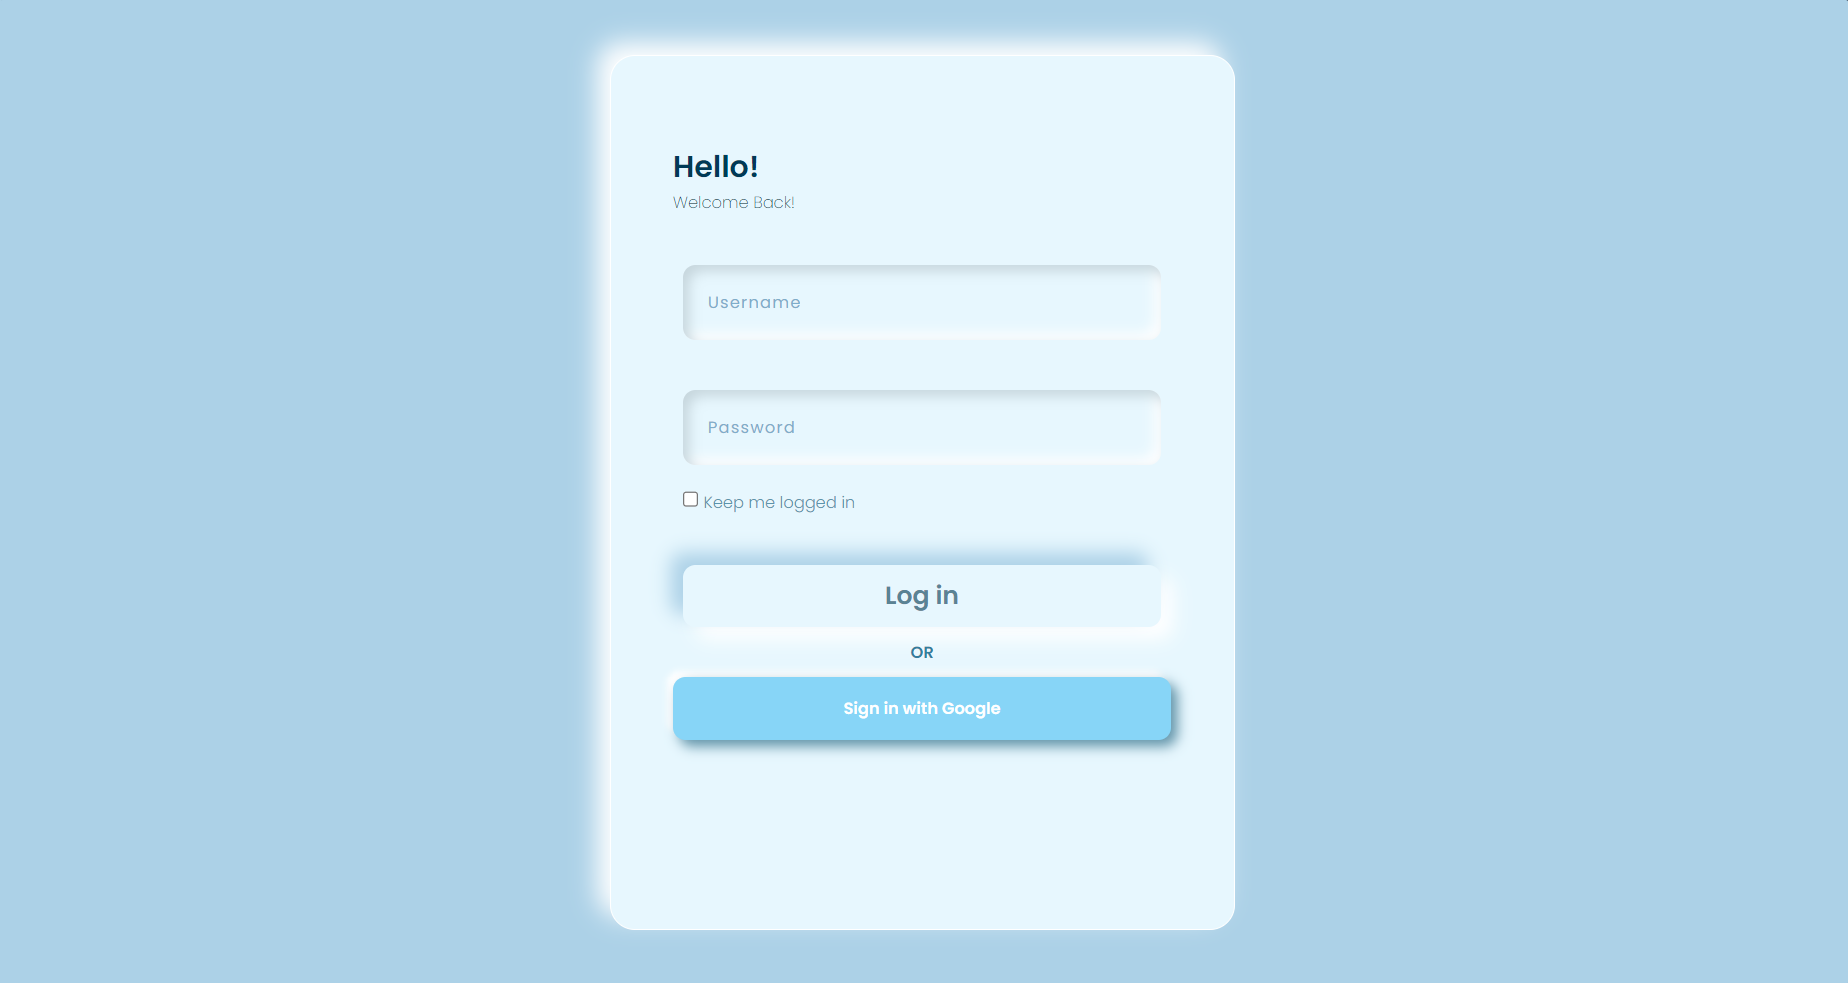 Hello!
Welcome Back!
Username
Password
Keep me logged in
Log in
OR
Sign in with Google